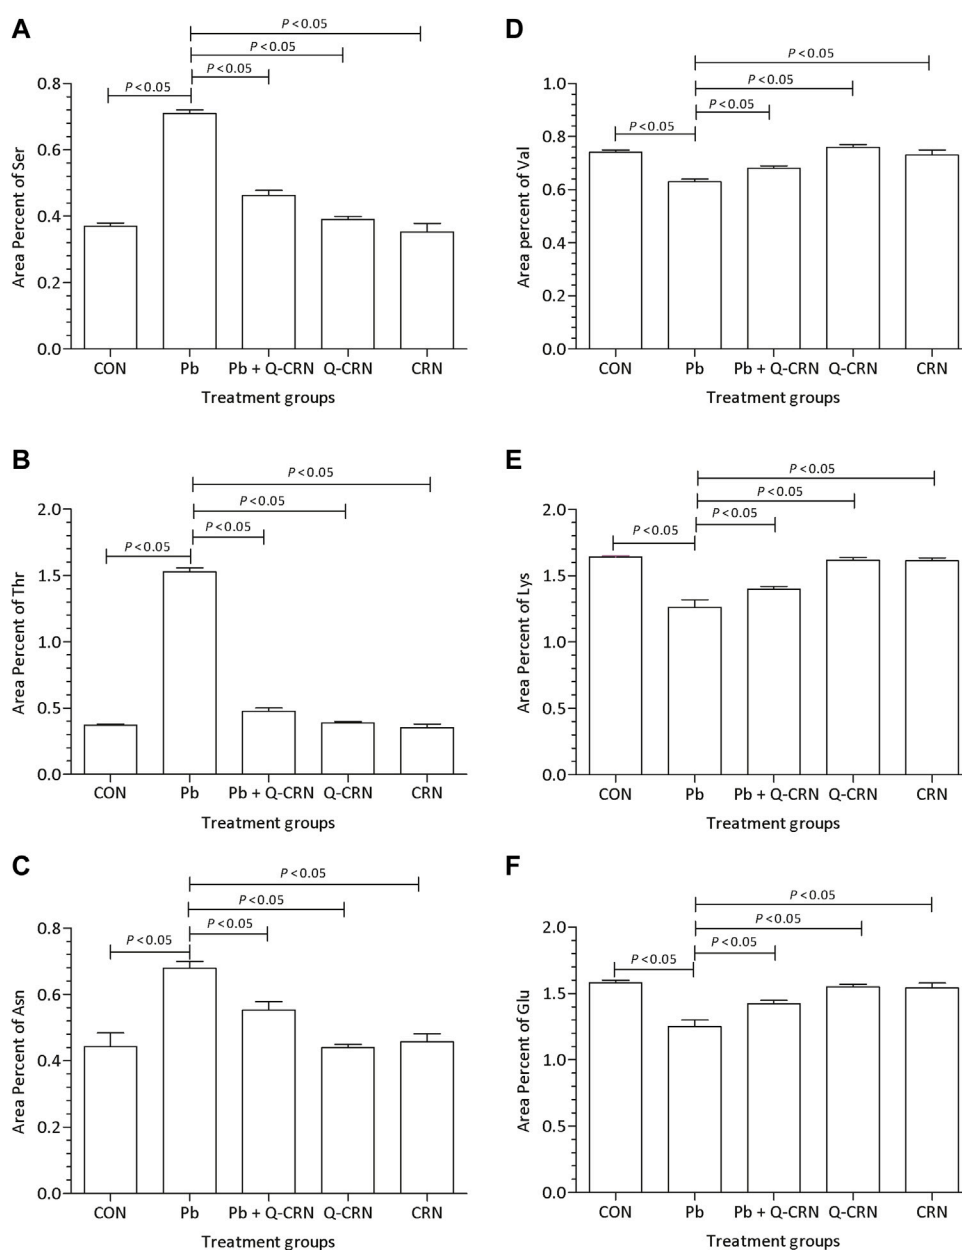 A
P < 0.05
P < 0.05
P < 0.05
P < 0.05
Area Percent of Ser
0.8
0.6
0.4
0.2
0.0
CON Pb Pb + Q-CRN Q-CRN CRN
Treatment groups
B
P < 0.05
P < 0.05
P < 0.05
P < 0.05
Area Percent of Thr
2.0
1.5
1.0
0.5
0.0
CON Pb Pb + Q-CRN Q-CRN CRN
Treatment groups
C
P < 0.05
P < 0.05
P < 0.05
P < 0.05
Area Percent of Asn
0.8
0.6
0.4
0.2
0.0
CON Pb Pb + Q-CRN Q-CRN CRN
Treatment groups
D
P < 0.05
P < 0.05
P < 0.05
P < 0.05
Area percent of Val
1.0
0.8
0.6
0.4
0.2
0.0
CON Pb Pb + Q-CRN Q-CRN CRN
Treatment groups
E
P < 0.05
P < 0.05
P < 0.05
P < 0.05
Area Percent of Lys
2.0
1.5
1.0
0.5
0.0
CON Pb Pb + Q-CRN Q-CRN CRN
Treatment groups
F
P < 0.05
P < 0.05
P < 0.05
P < 0.05
Area Percent of Glu
2.0
1.5
1.0
0.5
0.0
CON Pb Pb + Q-CRN Q-CRN CRN
Treatment groups